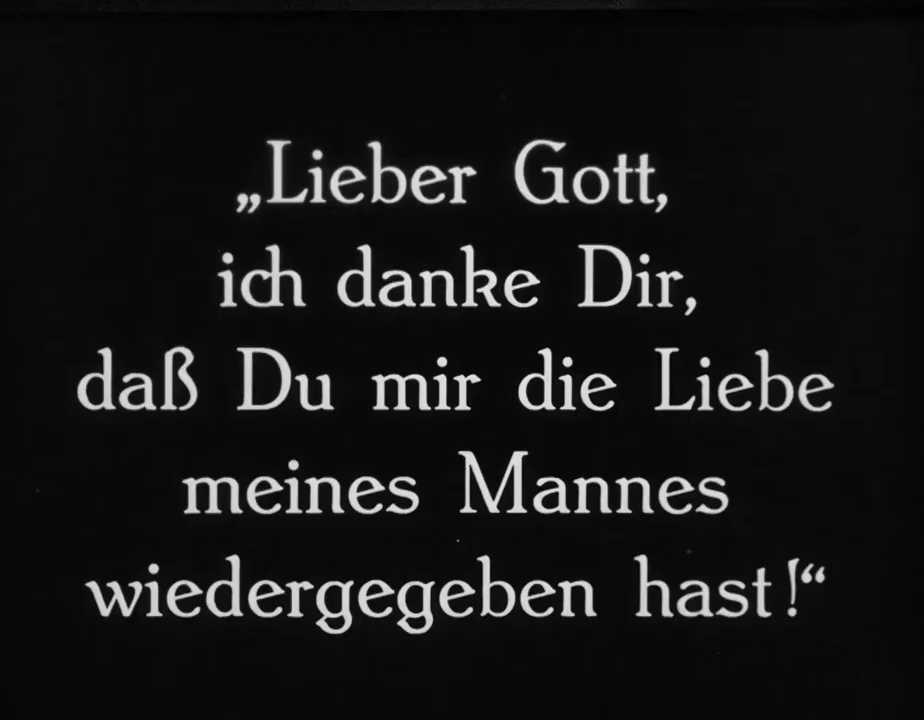 „Lieber Gott,
ich danke Dir,
daß Du mir die Liebe
meines Mannes
wiedergegeben hast!“